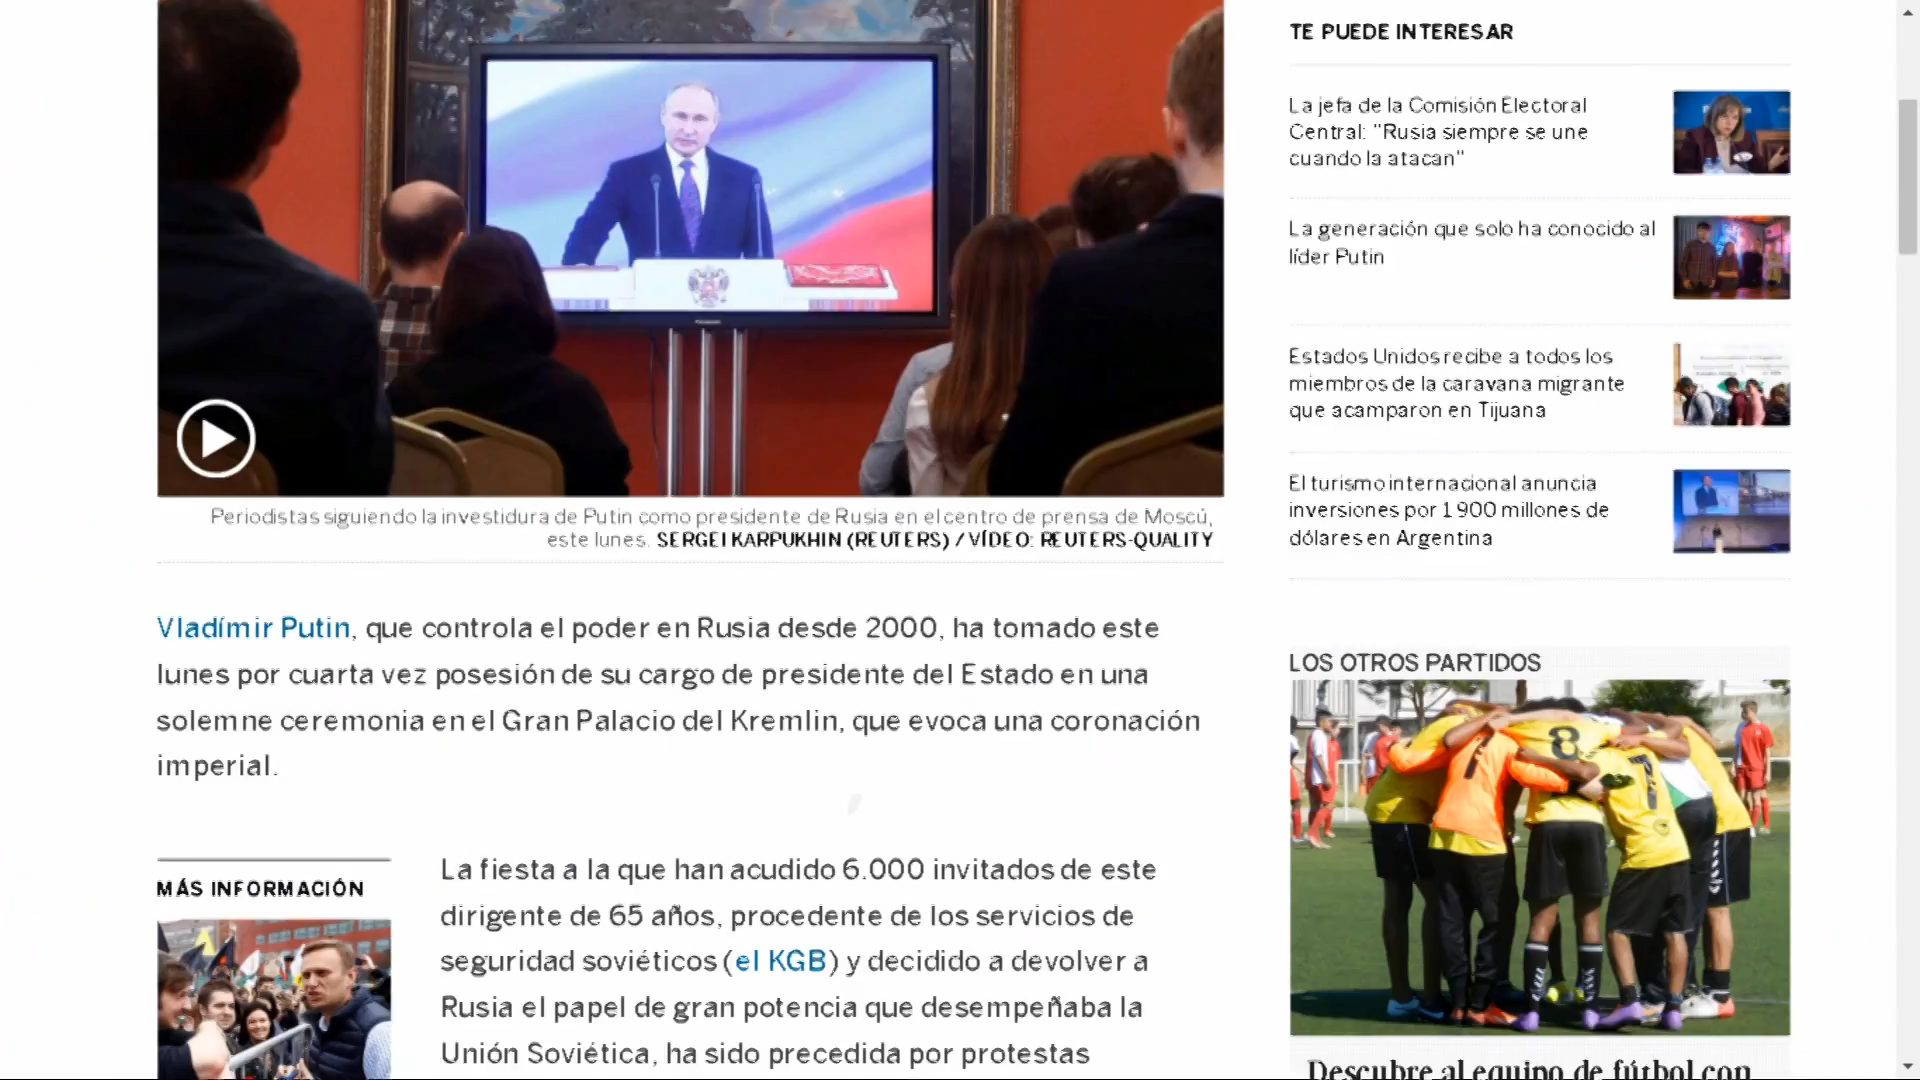 Periodistas siguiendo la investidura de Putin como presidente de Rusia en el centro de prensa de Moscú,
este lunes. SERGEI KARPUKHIN (REUTERS) / VÍDEO: REUTERS-QUALITY
Vladímir Putin, que controla el poder en Rusia desde 2000, ha tomado este
lunes por cuarta vez posesión de su cargo de presidente del Estado en una
solemne ceremonia en el Gran Palacio del Kremlin, que evoca una coronación
imperial.
MÁS INFORMACIÓN
La fiesta a la que han acudido 6.000 invitados de este
dirigente de 65 años, procedente de los servicios de
seguridad soviéticos (el KGB) y decidido a devolver a
Rusia el papel de gran potencia que desempeñaba la
Unión Soviética, ha sido precedida por protestas
TE PUEDE INTERESAR
La jefa de la Comisión Electoral
Central: "Rusia siempre se une
cuando la atacan"
La generación que solo ha conocido al
líder Putin
Estados Unidos recibe a todos los
miembros de la caravana migrante
que acamparon en Tijuana
El turismo internacional anuncia
inversiones por 1900 millones de
dólares en Argentina
LOS OTROS PARTIDOS
8
7
Descubre al equipo de fútbol con